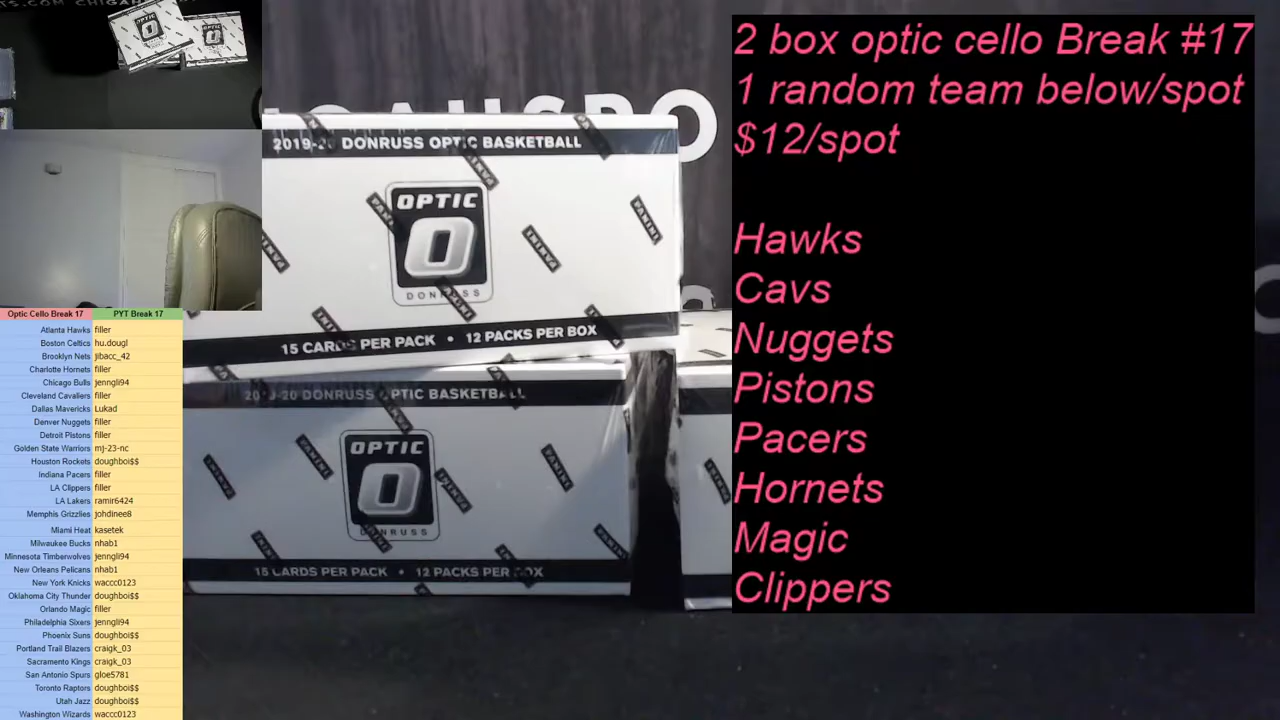 2 box optic cello Break #17
1 random team below/spot
$12/spot
Hawks
Cavs
Nuggets
Pistons
Pacers
Hornets
Magic
Clippers
2019-20 DONRUSS OPTIC BASKETBALL
OPTIC
DONRUSS
15 CARDS PER PACK • 12 PACKS PER BOX
PANINI
2019-20 DONRUSS OPTIC BASKETBALL
OPTIC
DONRUSS
15 CARDS PER PACK • 12 PACKS PER BOX
PANINI
Optic Cello Break 17 PYT Break 17
Atlanta Hawks filler
Boston Celtics hu.dougl
Brooklyn Nets jibacc_42
Charlotte Hornets filler
Chicago Bulls jenngli94
Cleveland Cavaliers filler
Dallas Mavericks Lukad
Denver Nuggets filler
Detroit Pistons filler
Golden State Warriors mj-23-nc
Houston Rockets doughboi$$
Indiana Pacers filler
LA Clippers filler
LA Lakers ramir6424
Memphis Grizzlies johdinee8
Miami Heat kasetek
Milwaukee Bucks nhab1
Minnesota Timberwolves jenngli94
New Orleans Pelicans nhab1
New York Knicks waccc0123
Oklahoma City Thunder doughboi$$
Orlando Magic filler
Philadelphia Sixers jenngli94
Phoenix Suns doughboi$$
Portland Trail Blazers craigk_03
Sacramento Kings craigk_03
San Antonio Spurs gloe5781
Toronto Raptors doughboi$$
Utah Jazz doughboi$$
Washington Wizards waccc0123